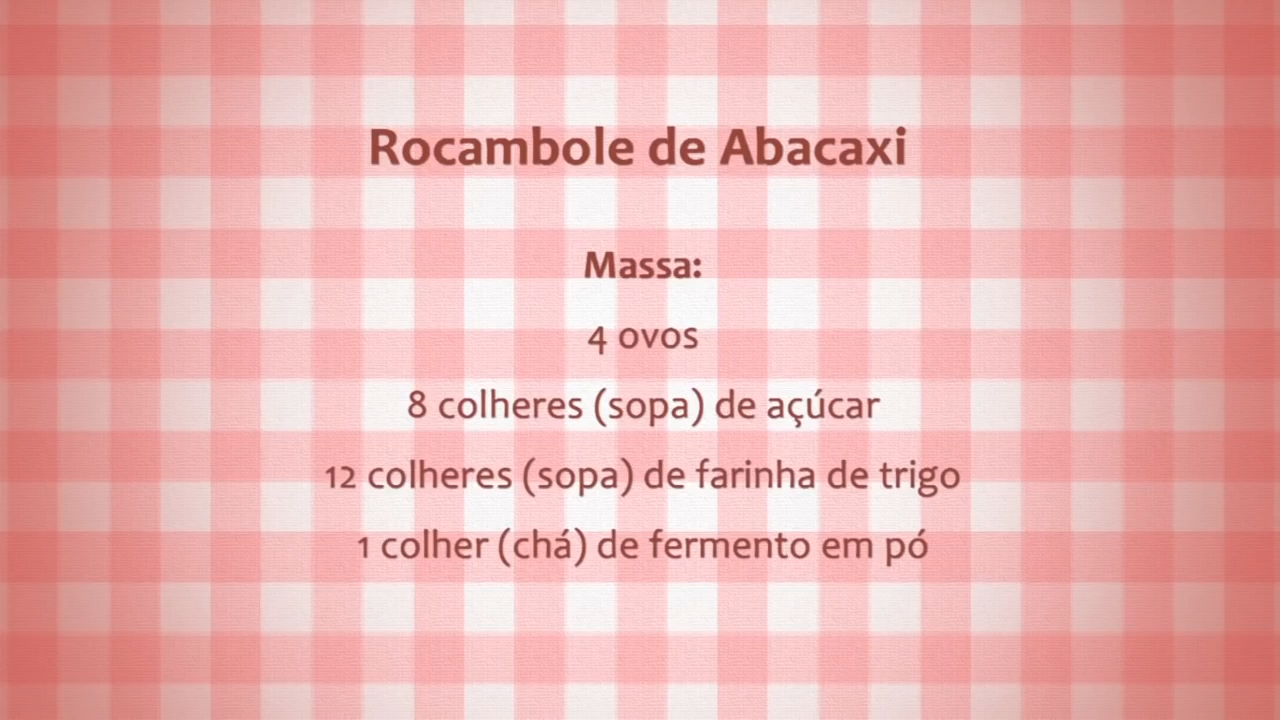 Rocambole de Abacaxi
Massa:
4 ovos
8 colheres (sopa) de açúcar
12 colheres (sopa) de farinha de trigo
1 colher (chá) de fermento em pó